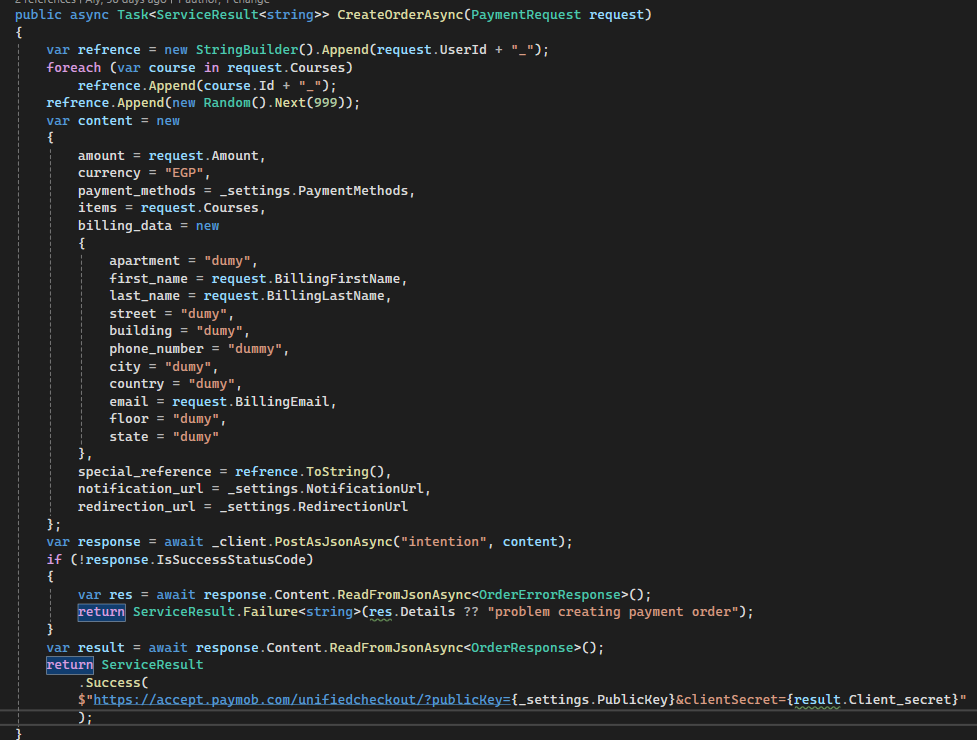 public async Task<ServiceResult<string>> CreateOrderAsync(PaymentRequest request)
{
var refrence = new StringBuilder().Append(request.UserId + "_");
foreach (var course in request.Courses)
refrence.Append(course.Id + "_");
refrence.Append(new Random().Next(999));
var content = new
{
amount = request.Amount,
currency = "EGP",
payment_methods = _settings.PaymentMethods,
items = request.Courses,
billing_data = new
{
apartment = "dumy",
first_name = request.BillingFirstName,
last_name = request.BillingLastName,
street = "dumy",
building = "dumy",
phone_number = "dummy",
city = "dumy",
country = "dumy",
email = request.BillingEmail,
floor = "dumy",
state = "dumy"
},
special_reference = refrence.ToString(),
notification_url = _settings.NotificationUrl,
redirection_url = _settings.RedirectionUrl
};
var response = await _client.PostAsJsonAsync("intention", content);
if (!response.IsSuccessStatusCode)
{
var res = await response.Content.ReadFromJsonAsync<OrderErrorResponse>();
return ServiceResult.Failure<string>(res.Details ?? "problem creating payment order");
}
var result = await response.Content.ReadFromJsonAsync<OrderResponse>();
return ServiceResult
.Success(
$"https://accept.paymob.com/unifiedcheckout/?publicKey={_settings.PublicKey}&clientSecret={result.Client_secret}"
);
}